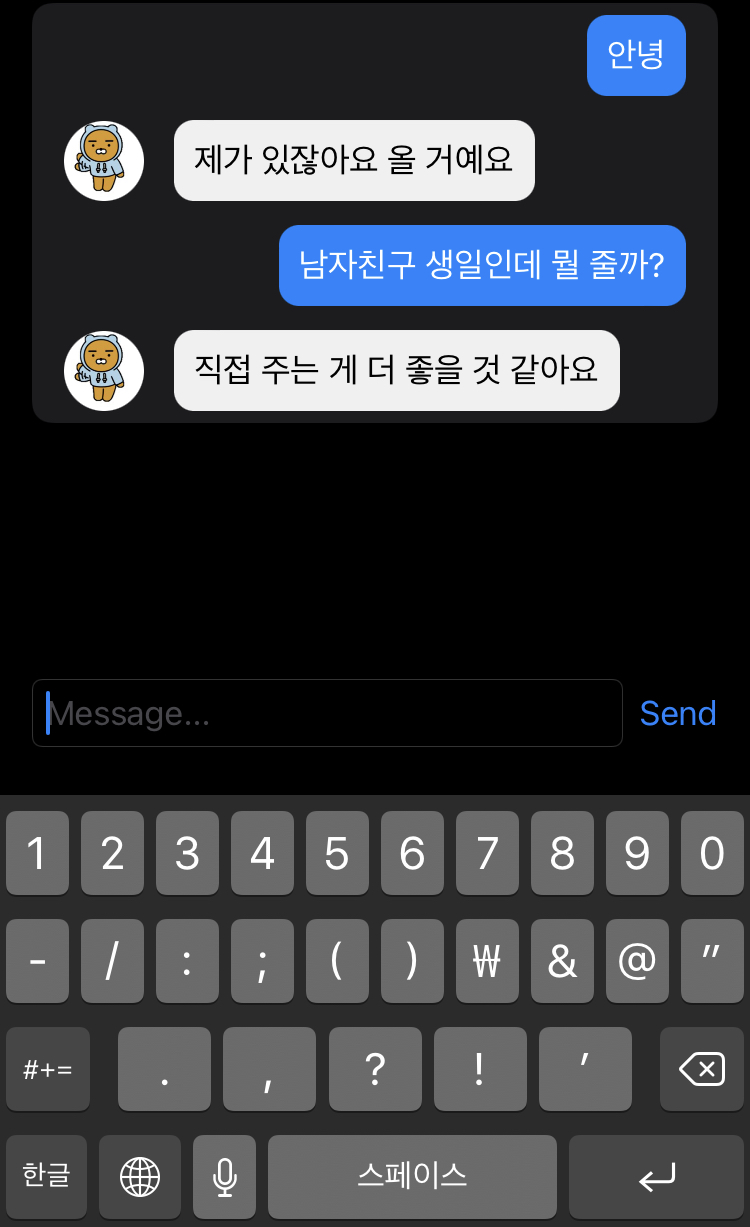 안녕
제가 있잖아요 올 거예요
남자친구 생일인데 뭘 줄까?
직접 주는 게 더 좋을 것 같아요
Message...
Send
1 2 3 4 5 6 7 8 9 0
- / : ; ( ) ₩ & @ "
#+= . , ? ! '
한글 스페이스